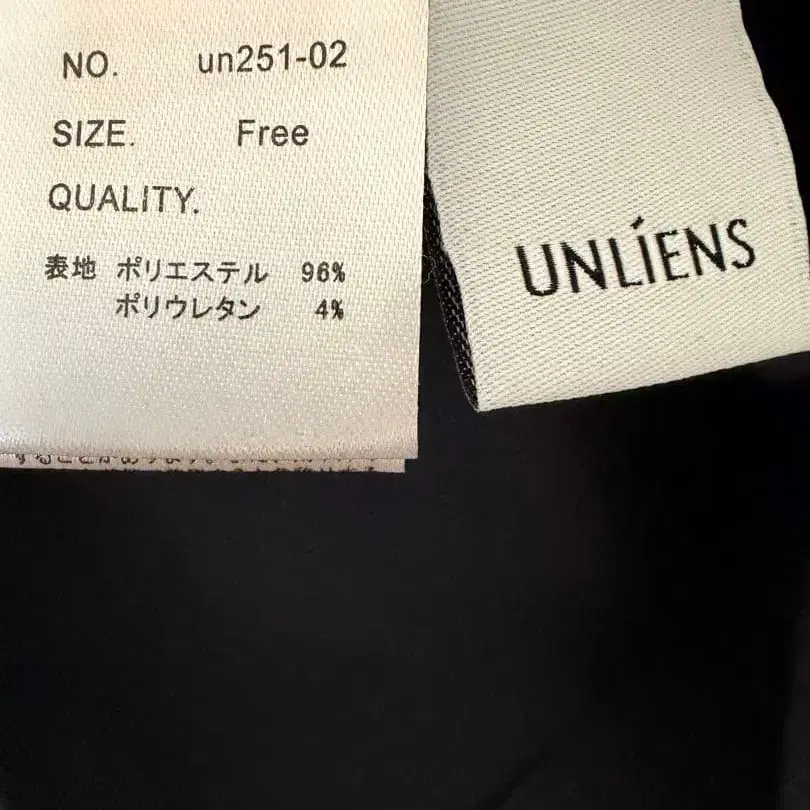 NO. un251-02
SIZE. Free
QUALITY.
表地 ポリエステル 96%
ポリウレタン 4%
UNLÍENS